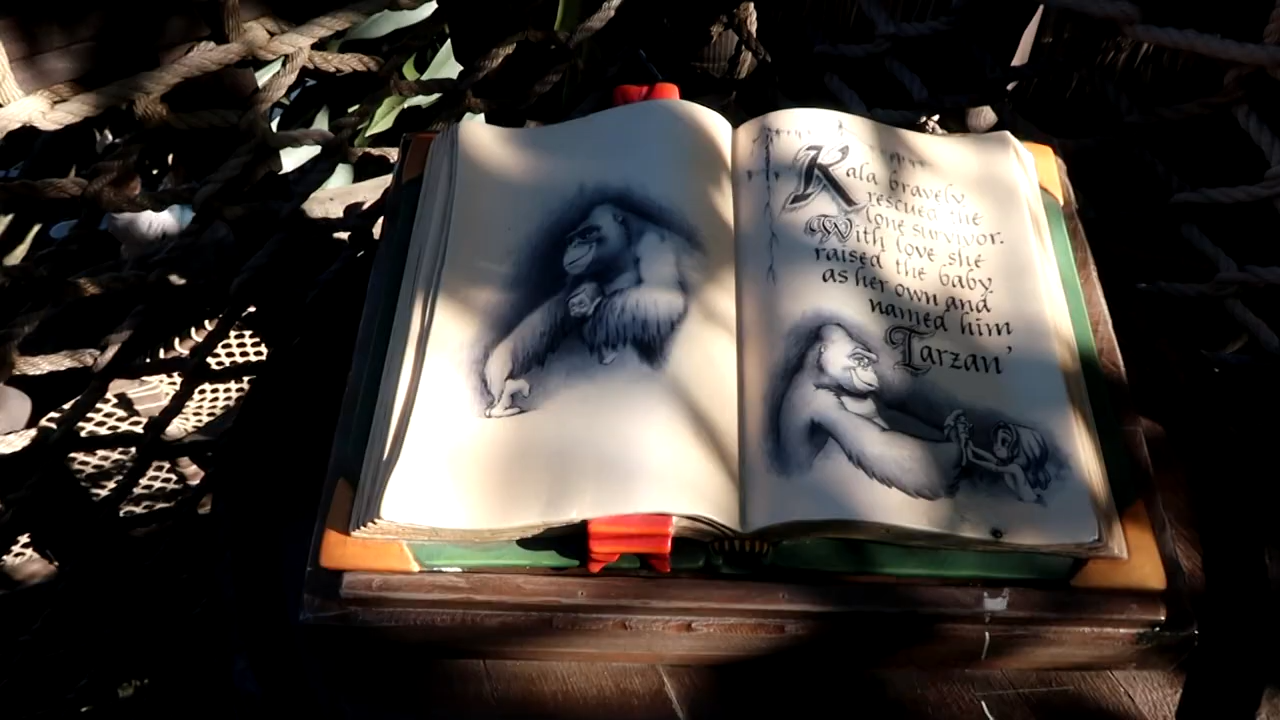 Kala bravely
rescued the
lone survivor.
With love she
raised the baby
as her own and
named him
Tarzan